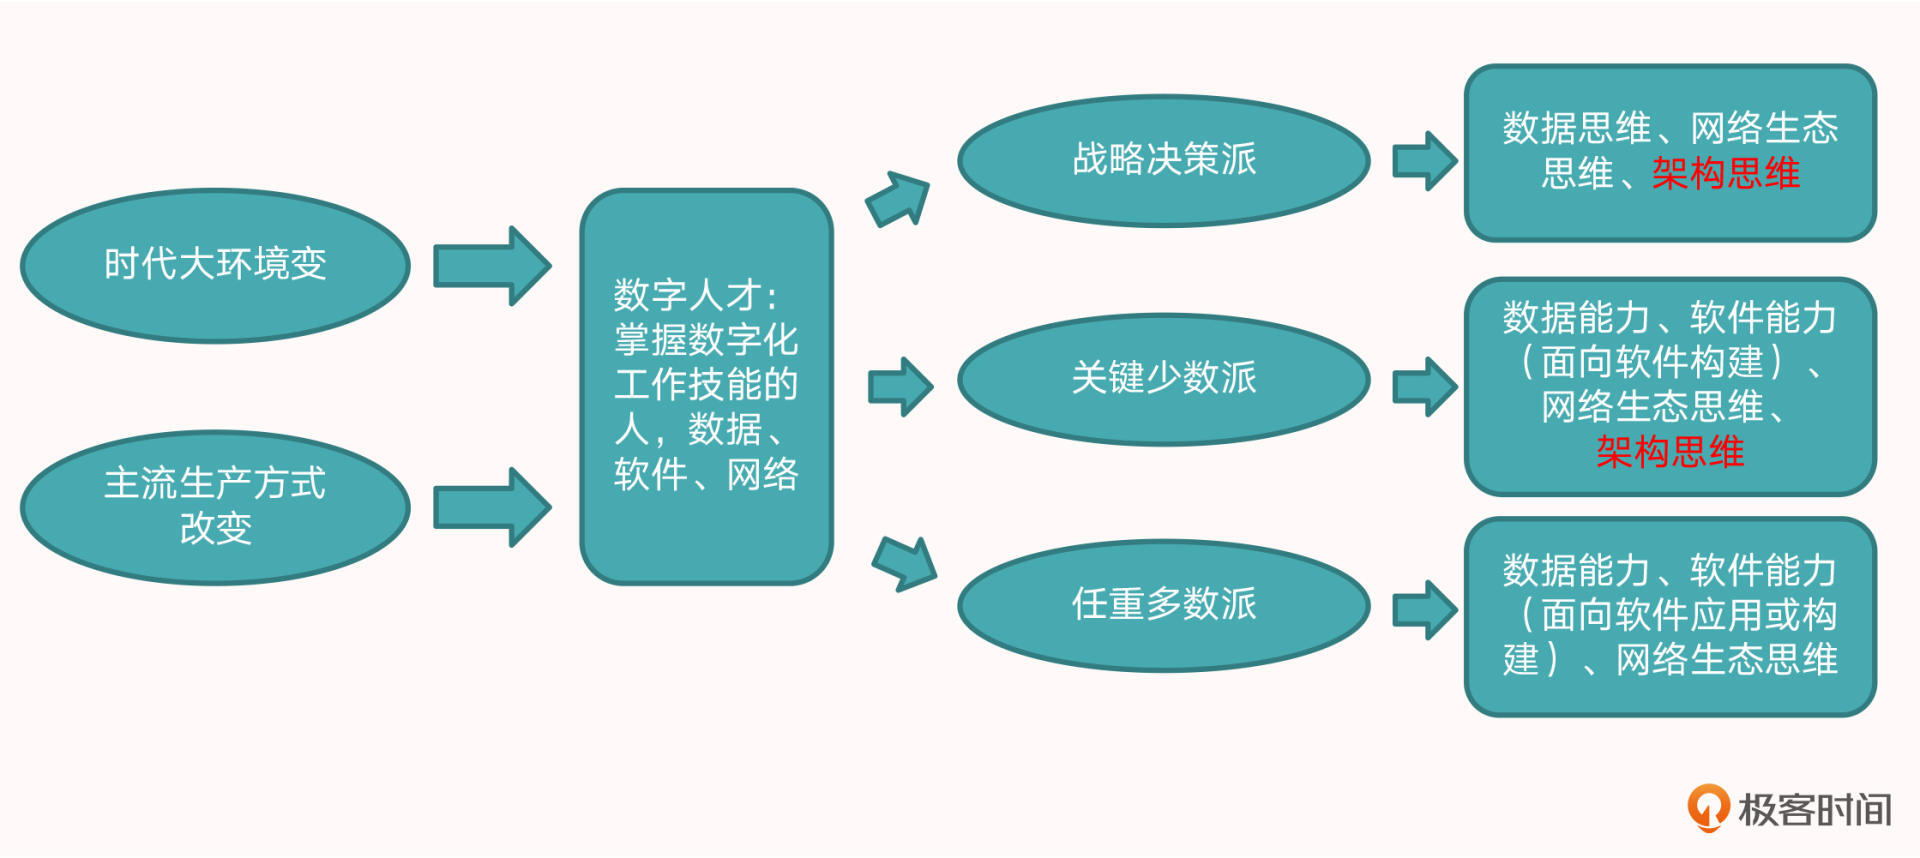 时代大环境变
主流生产方式
改变
数字人才：
掌握数字化
工作技能的
人，数据、
软件、网络
战略决策派
数据思维、网络生态
思维、架构思维
关键少数派
数据能力、软件能力
（面向软件构建）、
网络生态思维、
架构思维
任重多数派
数据能力、软件能力
（面向软件应用或构
建）、网络生态思维
极客时间